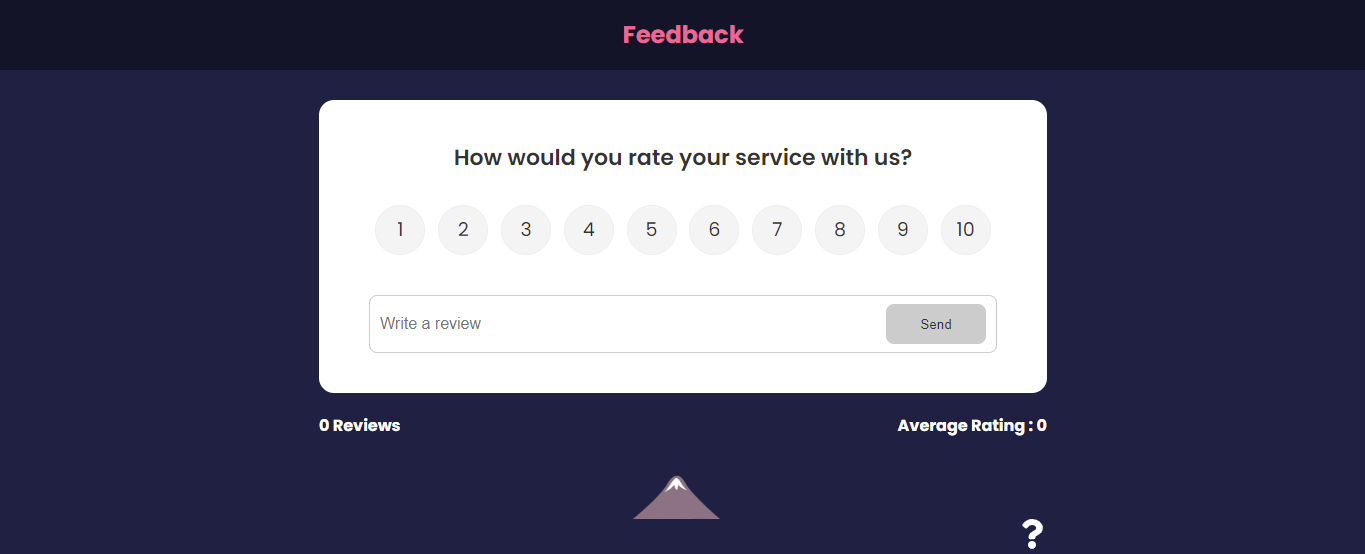 Feedback
How would you rate your service with us?
1 2 3 4 5 6 7 8 9 10
Write a review Send
0 Reviews Average Rating : 0
?